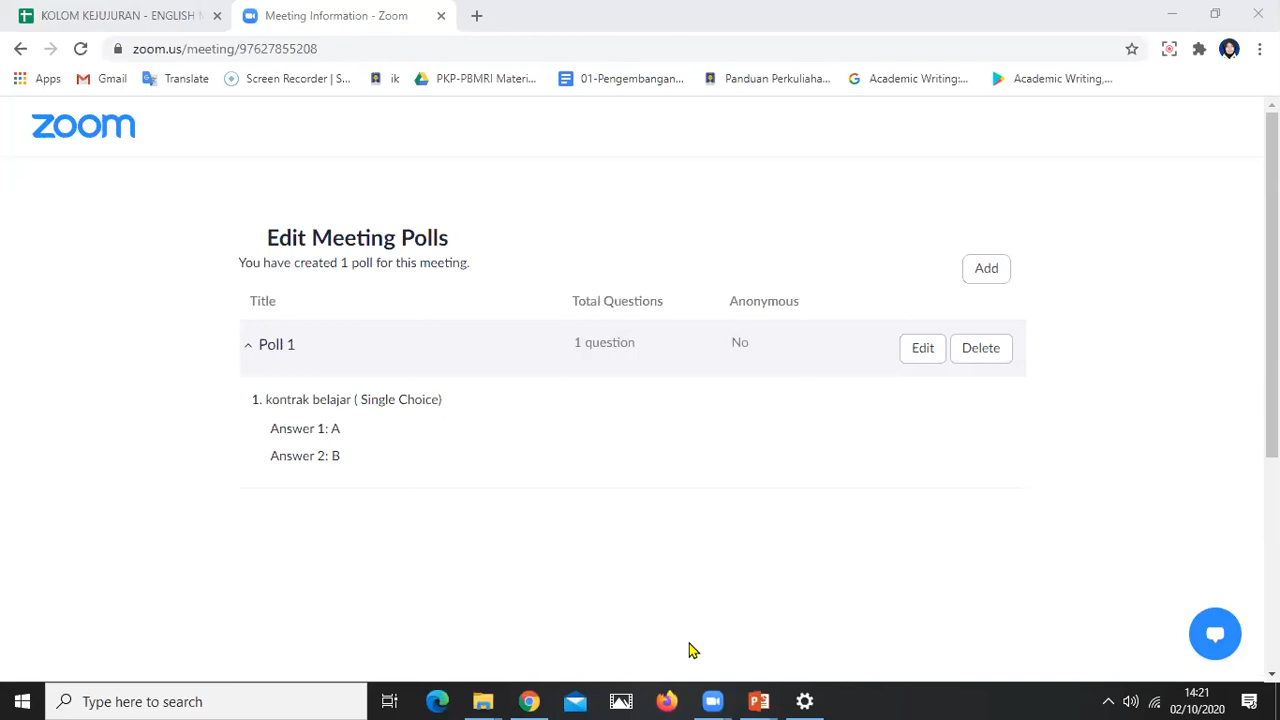 KOLOM KEJUJURAN - ENGLISH
Meeting Information - Zoom
zoom.us/meeting/97627855208
Apps
Gmail
Translate
Screen Recorder | S...
ik
PKP-PBMRI Materi...
01-Pengembangan...
Panduan Perkuliaha...
Academic Writing:...
Academic Writing,...
zoom
Edit Meeting Polls
You have created 1 poll for this meeting.
Add
Title Total Questions Anonymous
Poll 1 1 question No Edit Delete
1. kontrak belajar ( Single Choice)
Answer 1: A
Answer 2: B
Type here to search
14:21
02/10/2020